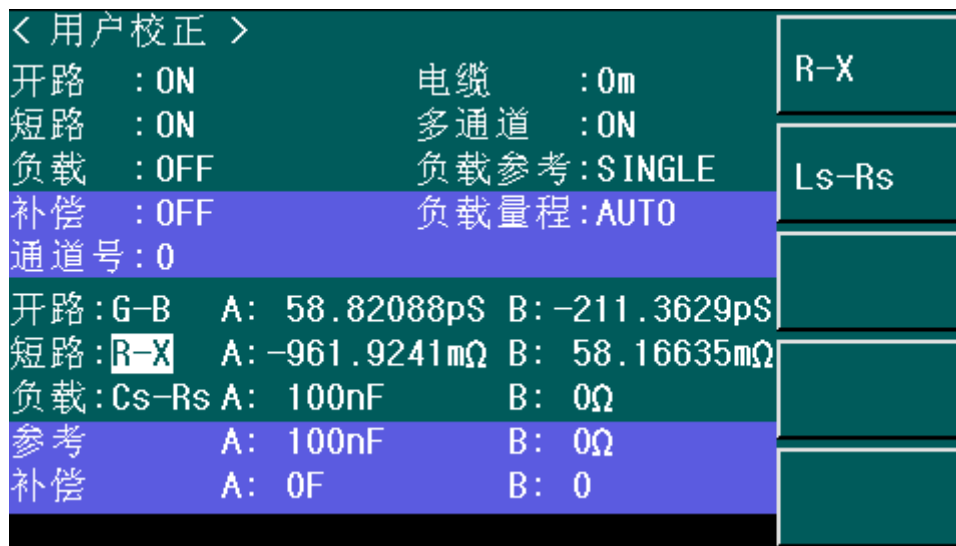 < 用户校正 >
开路 :ON 电缆 :0m
短路 :ON 多通道 :ON
负载 :OFF 负载参考:SINGLE
补偿 :OFF 负载量程:AUTO
通道号:0
开路:G-B A: 58.82088pS B:-211.3629pS
短路:R-X A:-961.9241mΩ B: 58.16635mΩ
负载:Cs-Rs A: 100nF B: 0Ω
参考 A: 100nF B: 0Ω
补偿 A: 0F B: 0
R-X
Ls-Rs